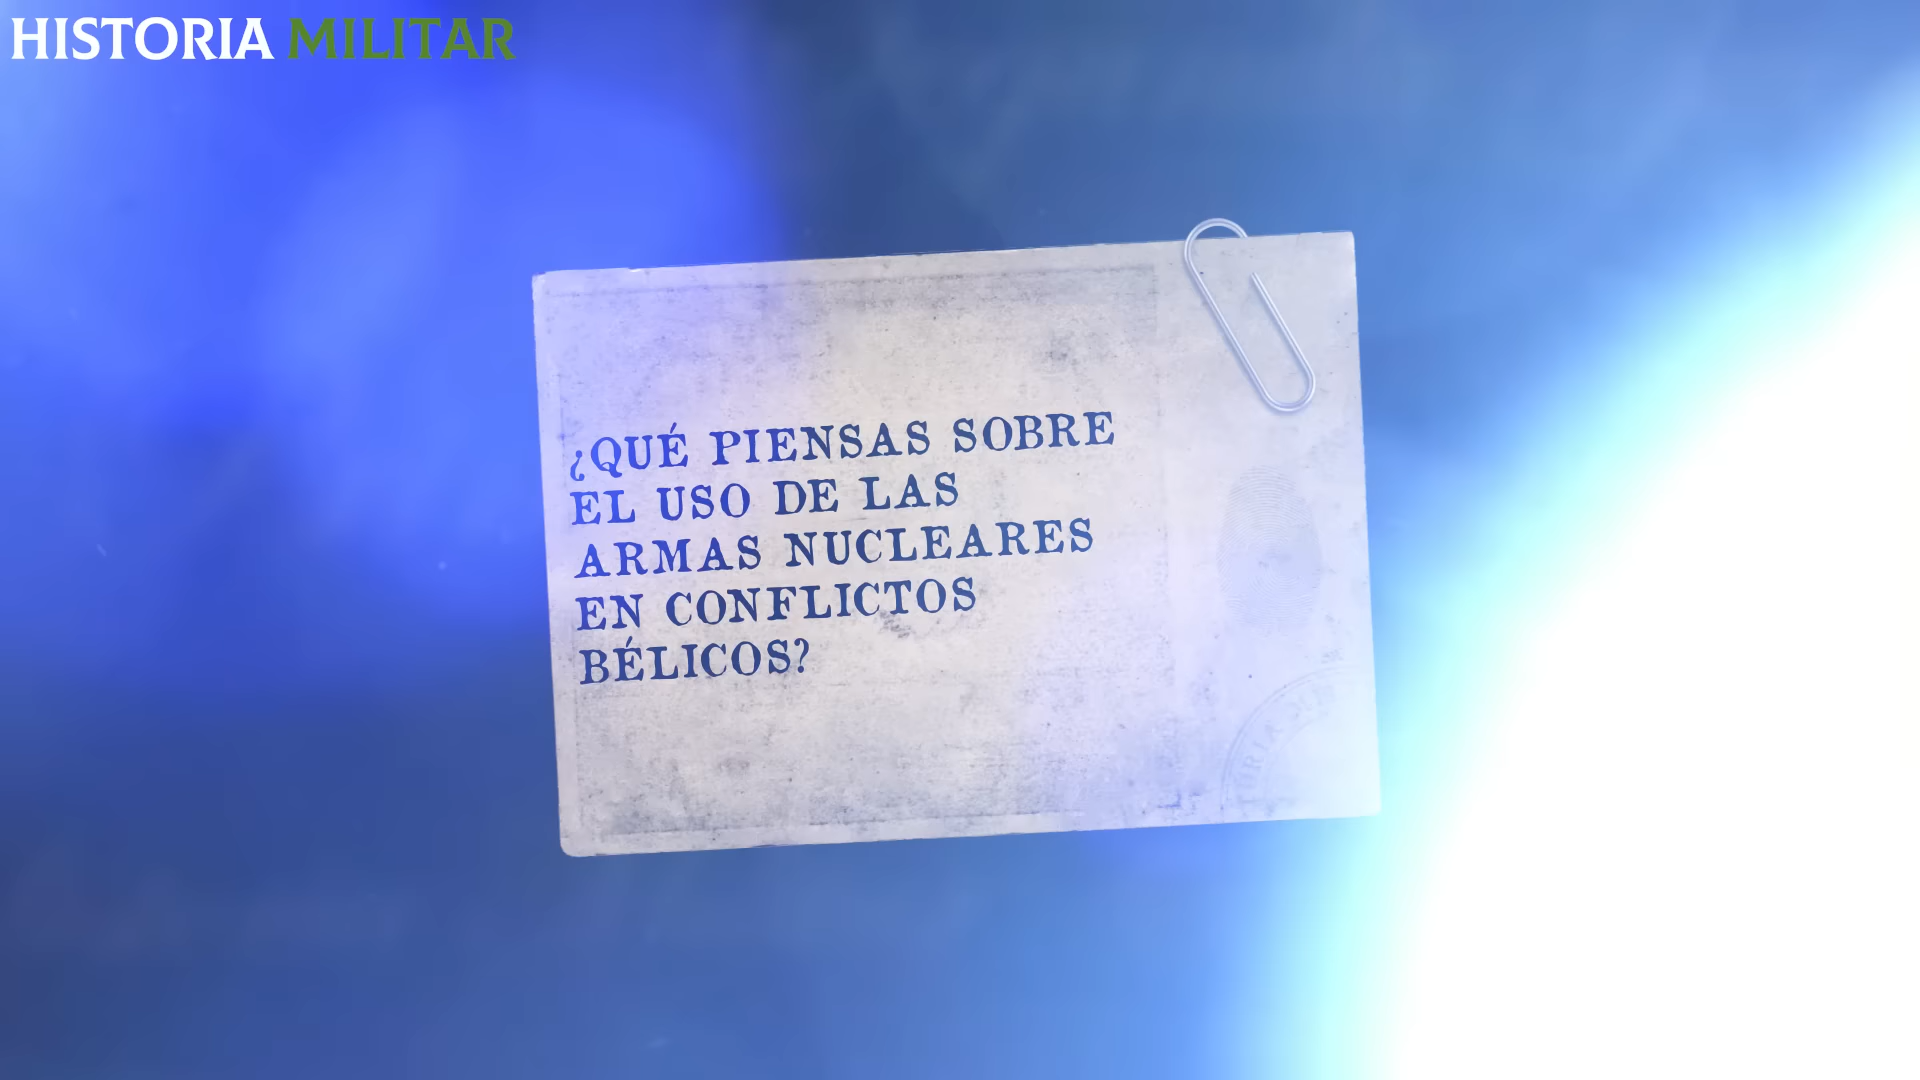 HISTORIA MILITAR
¿QUÉ PIENSAS SOBRE
EL USO DE LAS
ARMAS NUCLEARES
EN CONFLICTOS
BÉLICOS?